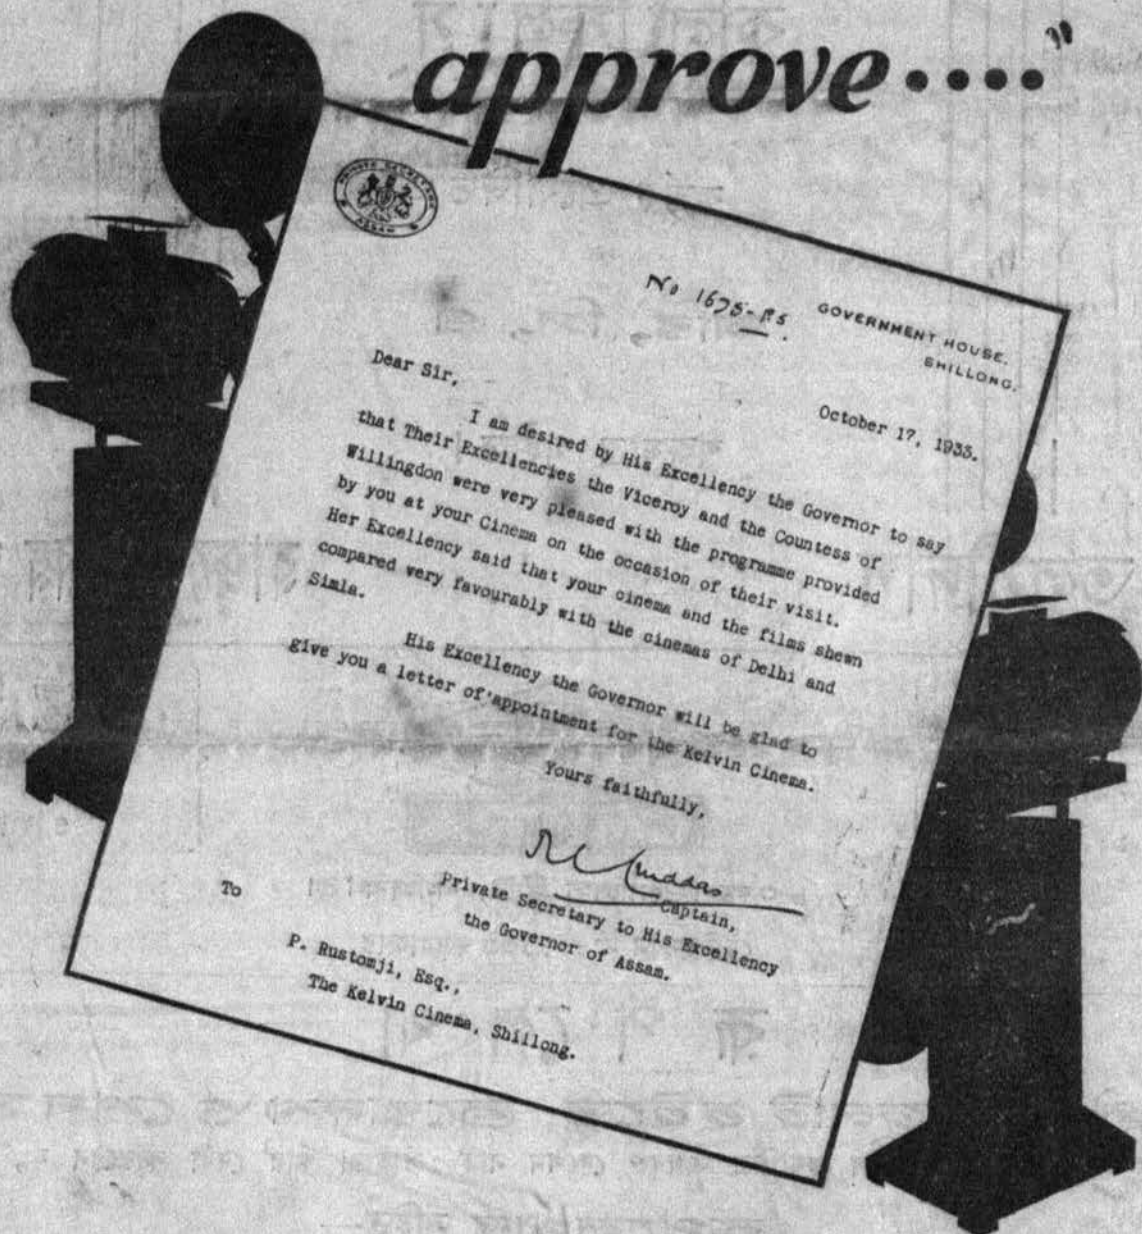 approve...."
PRIVATE SECRETARY
ASSAM
GOVERNMENT HOUSE.
SHILLONG.
October 17, 1933.
Dear Sir,
I am desired by His Excellency the Governor to say
that Their Excellencies the Viceroy and the Countess of
Willingdon were very pleased with the programme provided
by you at your Cinema on the occasion of their visit.
Her Excellency said that your cinema and the films shewn
compared very favourably with the cinemas of Delhi and
Simla.
His Excellency the Governor will be glad to
give you a letter of appointment for the Kelvin Cinema.
Yours faithfully,
Captain,
Private Secretary to His Excellency
the Governor of Assam.
To
P. Rustomji, Esq.,
The Kelvin Cinema, Shillong.